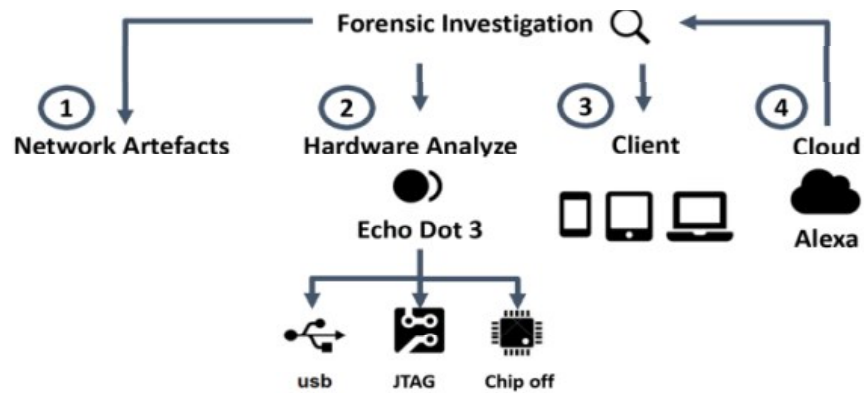 Forensic Investigation
1
2
3
4
Network Artefacts
Hardware Analyze
Client
Cloud
Echo Dot 3
Alexa
usb
JTAG
Chip off